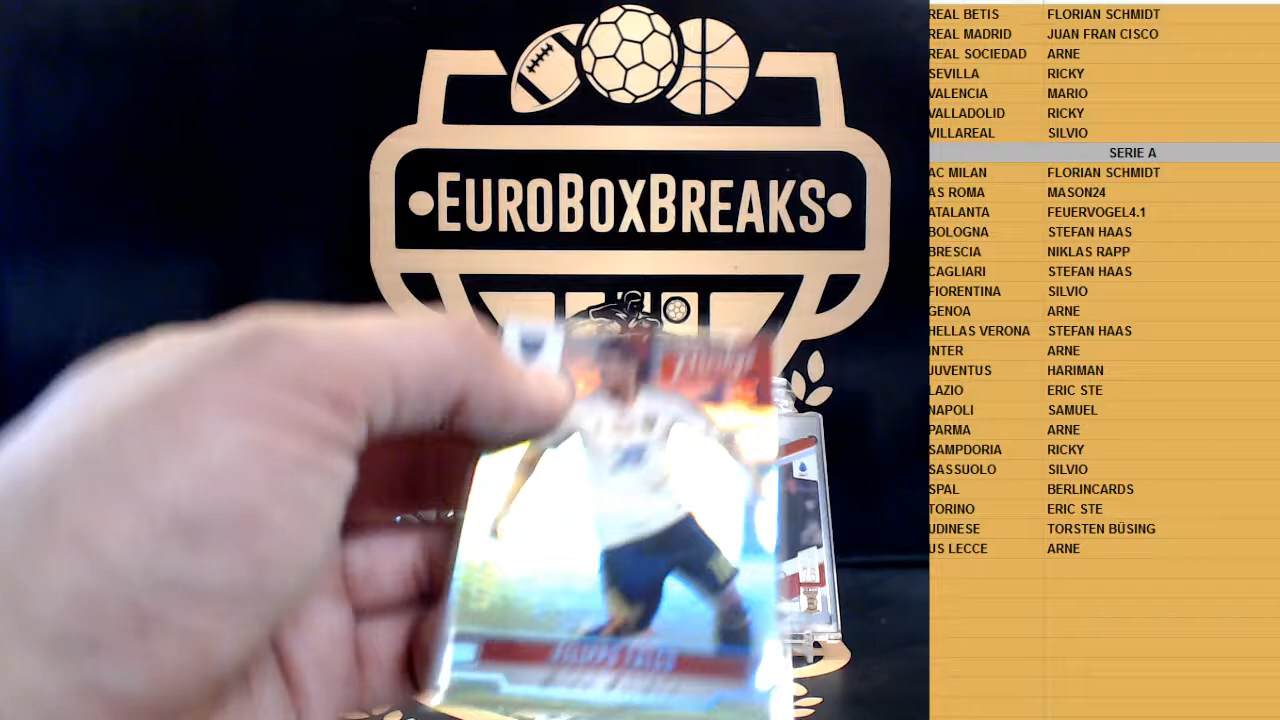 •EUROBOXBREAKS•
REAL BETIS FLORIAN SCHMIDT
REAL MADRID JUAN FRAN CISCO
REAL SOCIEDAD ARNE
SEVILLA RICKY
VALENCIA MARIO
VALLADOLID RICKY
VILLAREAL SILVIO
SERIE A
AC MILAN FLORIAN SCHMIDT
AS ROMA MASON24
ATALANTA FEUERVOGEL4.1
BOLOGNA STEFAN HAAS
BRESCIA NIKLAS RAPP
CAGLIARI STEFAN HAAS
FIORENTINA SILVIO
GENOA ARNE
HELLAS VERONA STEFAN HAAS
INTER ARNE
JUVENTUS HARIMAN
LAZIO ERIC STE
NAPOLI SAMUEL
PARMA ARNE
SAMPDORIA RICKY
SASSUOLO SILVIO
SPAL BERLINCARDS
TORINO ERIC STE
UDINESE TORSTEN BÜSING
US LECCE ARNE